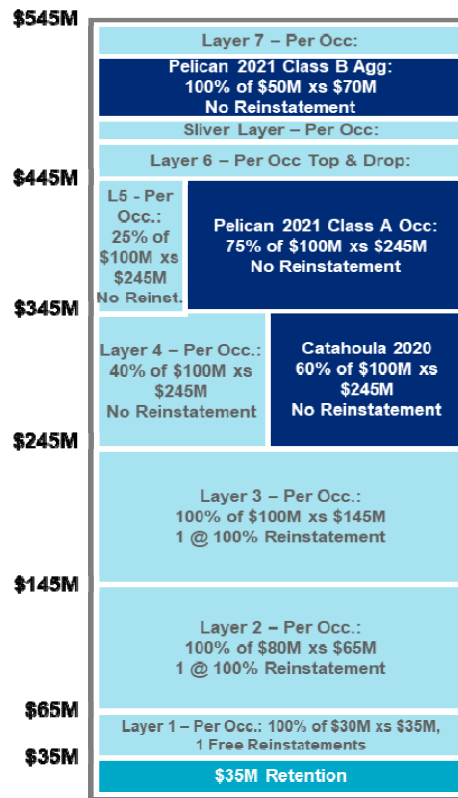 $545M
Layer 7 – Per Occ:
Pelican 2021 Class B Agg:
100% of $50M xs $70M
No Reinstatement
Sliver Layer – Per Occ:
Layer 6 – Per Occ Top & Drop:
$445M
L5 - Per
Occ.:
25% of
$100M xs
$245M
No Reinst.
Pelican 2021 Class A Occ:
75% of $100M xs $245M
No Reinstatement
$345M
Layer 4 – Per Occ.:
40% of $100M xs
$245M
No Reinstatement
Catahoula 2020
60% of $100M xs
$245M
No Reinstatement
$245M
Layer 3 – Per Occ.:
100% of $100M xs $145M
1 @ 100% Reinstatement
$145M
Layer 2 – Per Occ.:
100% of $80M xs $65M
1 @ 100% Reinstatement
$65M
Layer 1 – Per Occ.: 100% of $30M xs $35M,
1 Free Reinstatements
$35M
$35M Retention